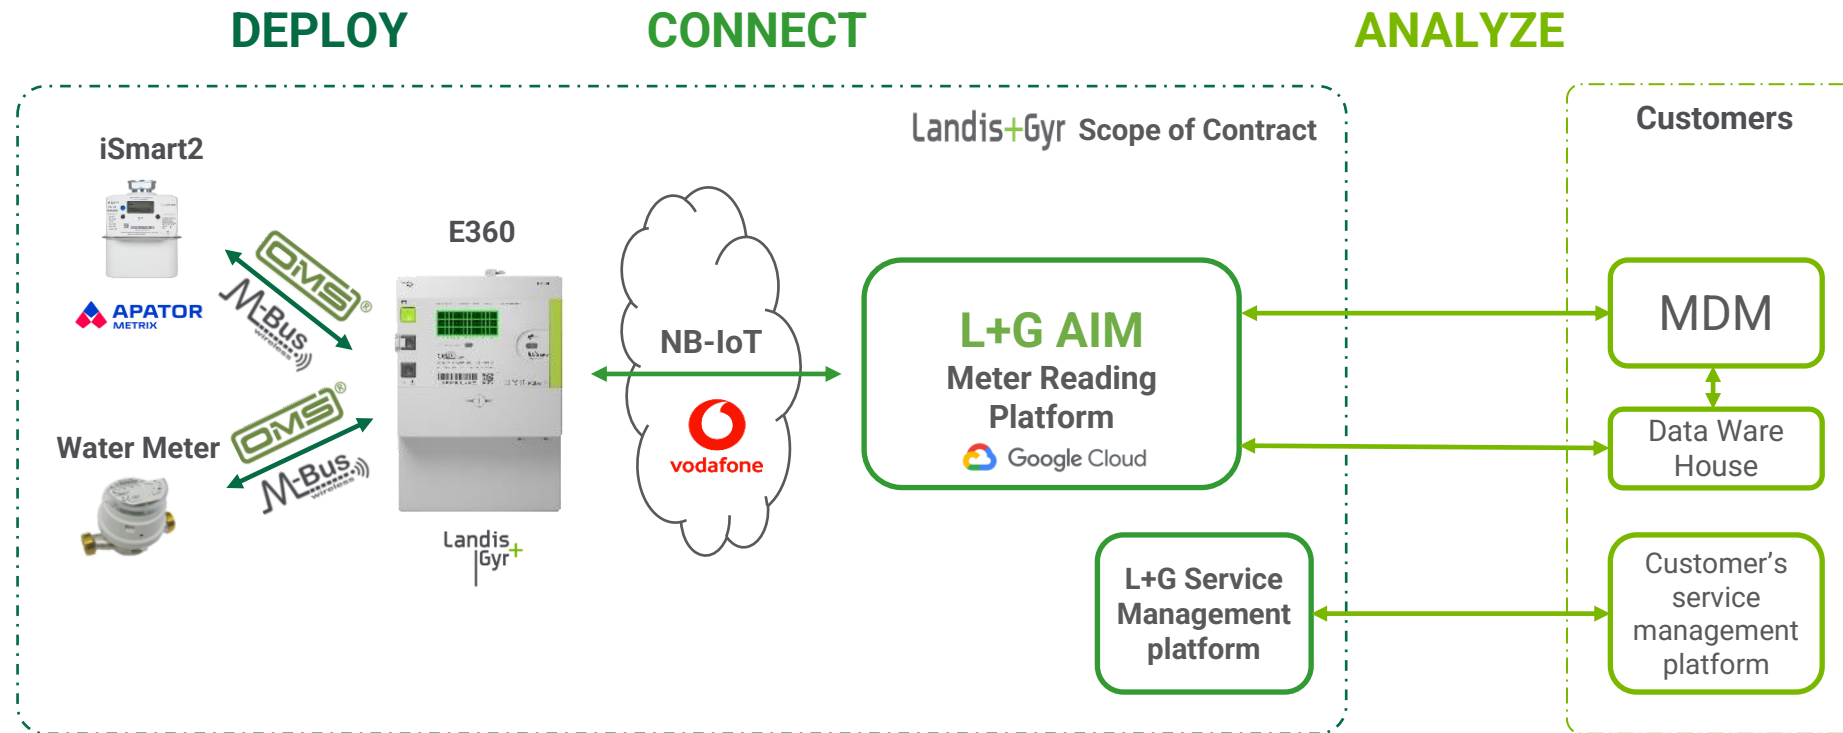 DEPLOY
CONNECT
ANALYZE
Landis+Gyr Scope of Contract
Customers
iSmart2
APATOR
METRIX
OMS®
M-Bus
wireless
E360
Landis
Gyr+
Water Meter
OMS®
M-Bus
wireless
NB-IoT
vodafone
L+G AIM
Meter Reading
Platform
Google Cloud
MDM
Data Ware
House
L+G Service
Management
platform
Customer's
service
management
platform